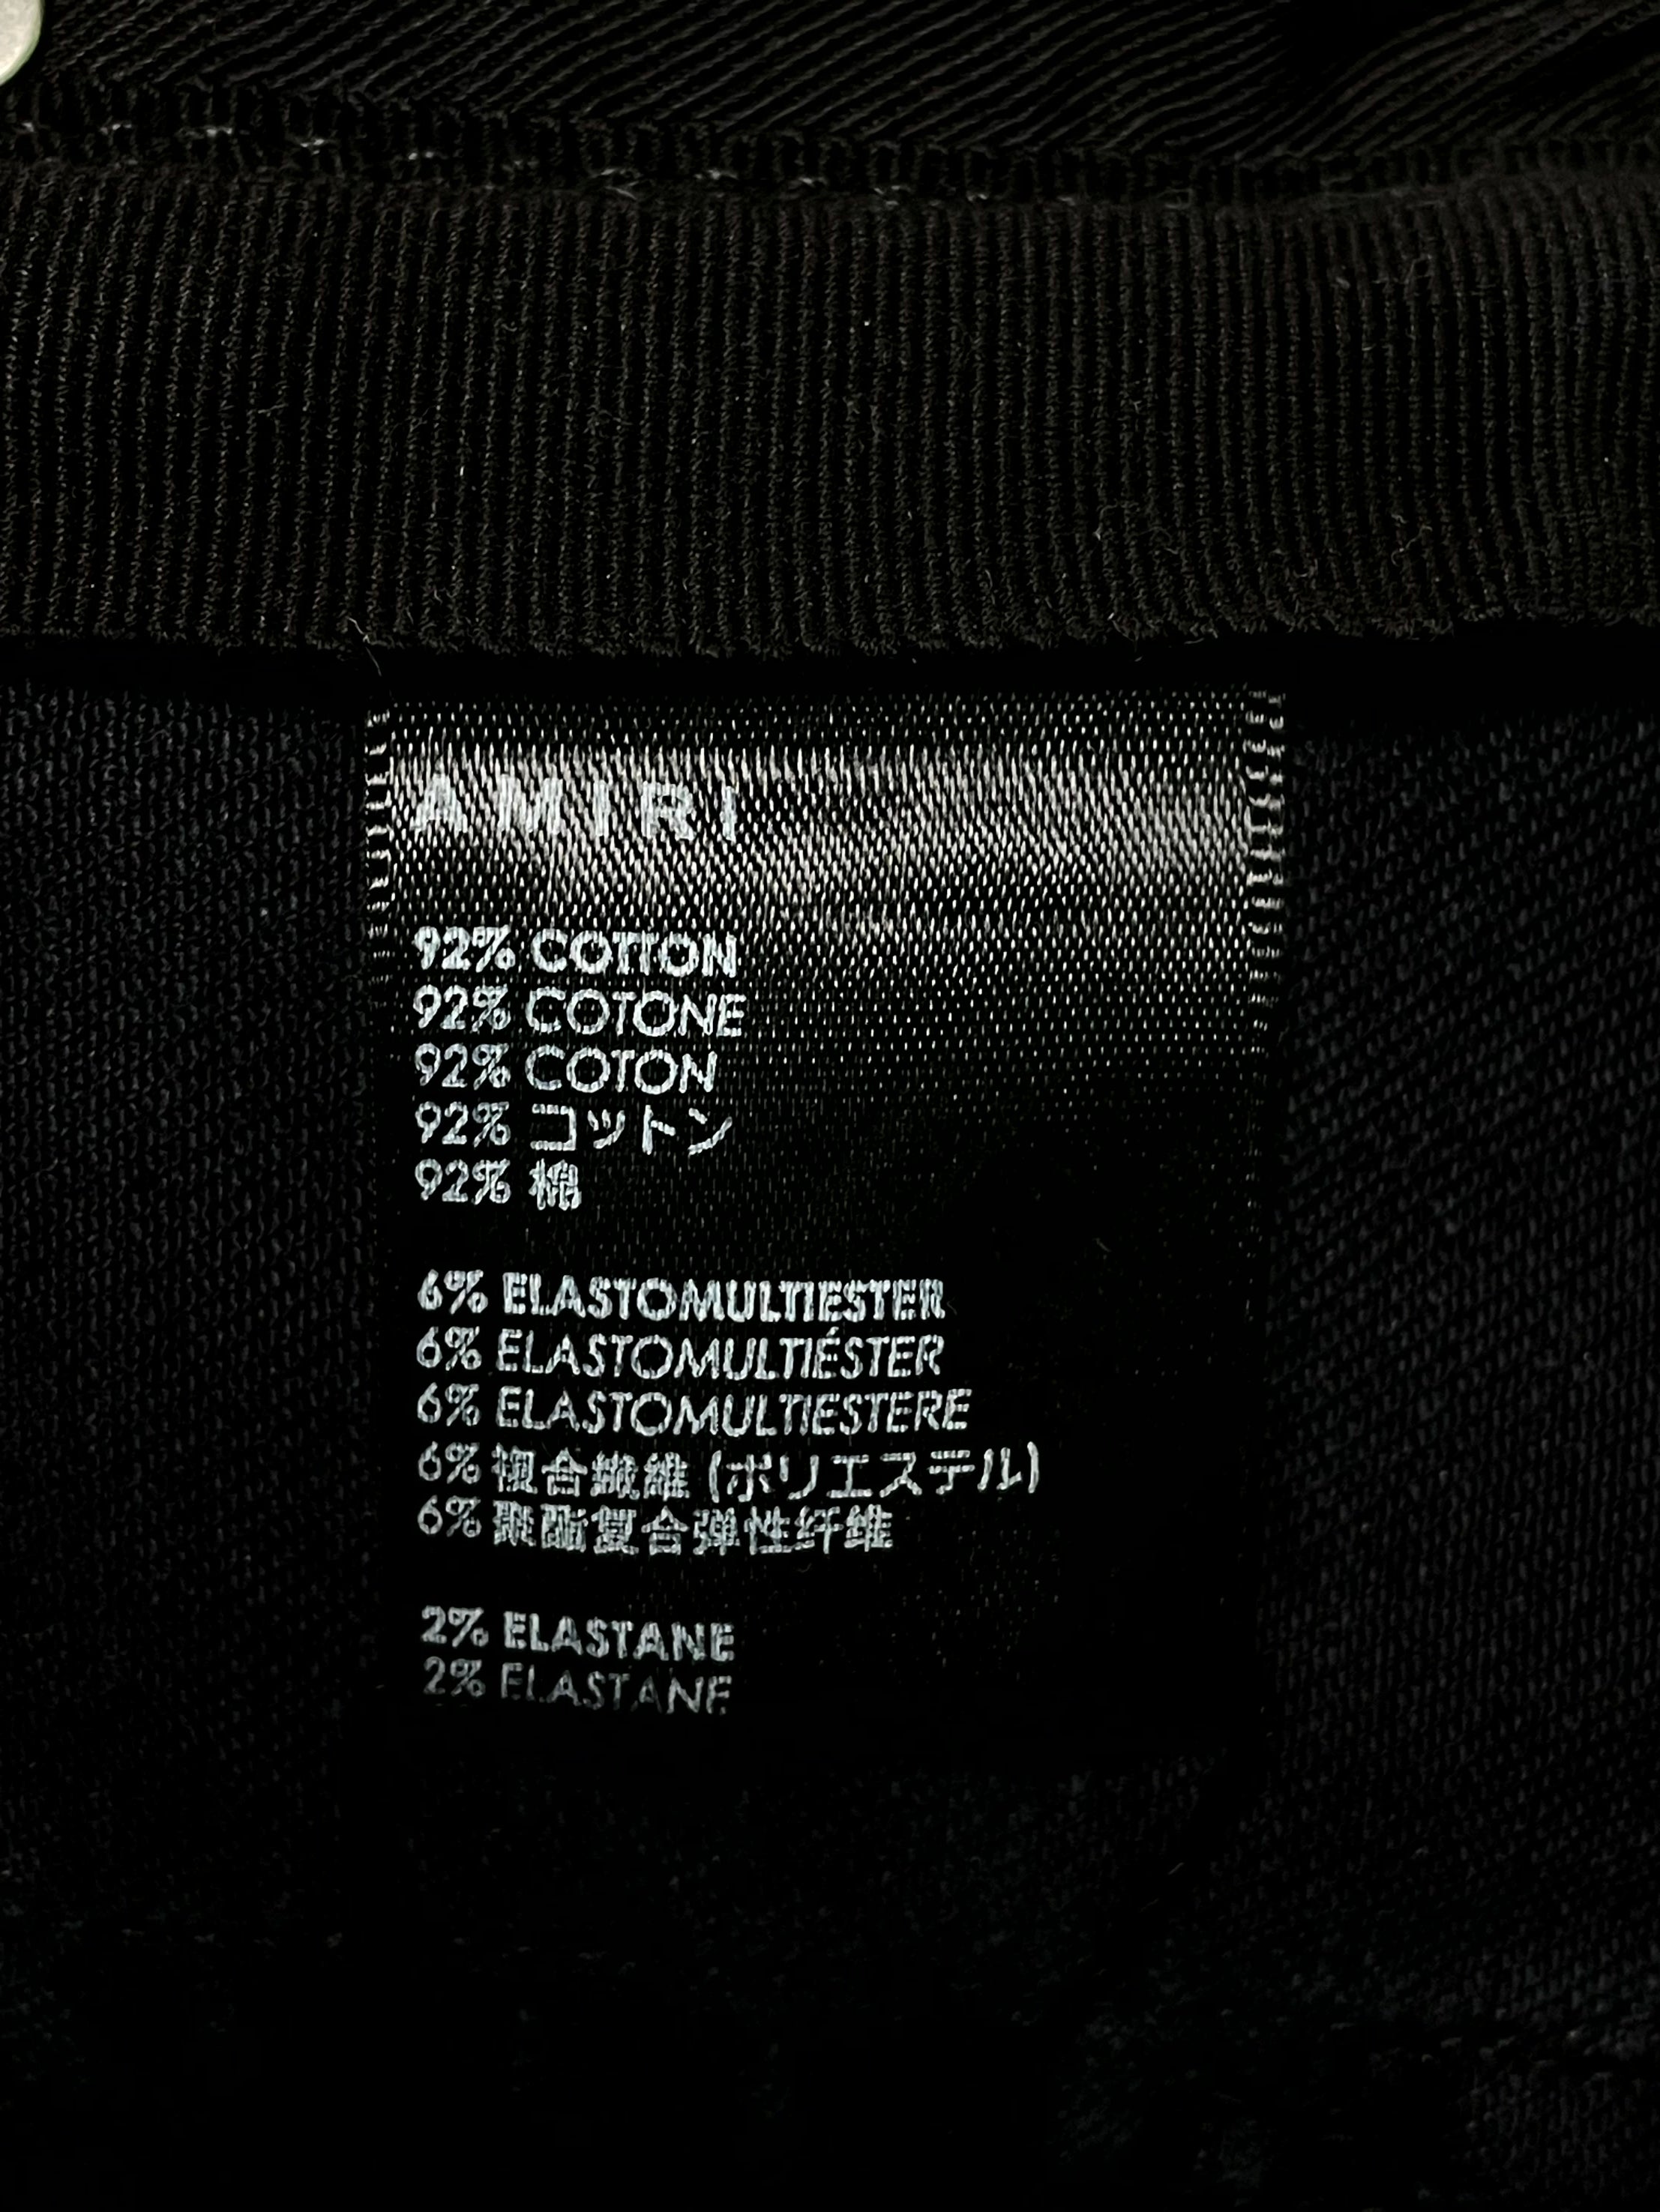 AMIRI
92% COTTON
92% COTONE
92% COTON
92% コットン
92% 棉
6% ELASTOMULTIESTER
6% ELASTOMULTIÉSTER
6% ELASTOMULTIESTERE
6% 複合繊維 (ポリエステル)
6% 聚酯复合弹性纤维
2% ELASTANE
2% ELASTANE